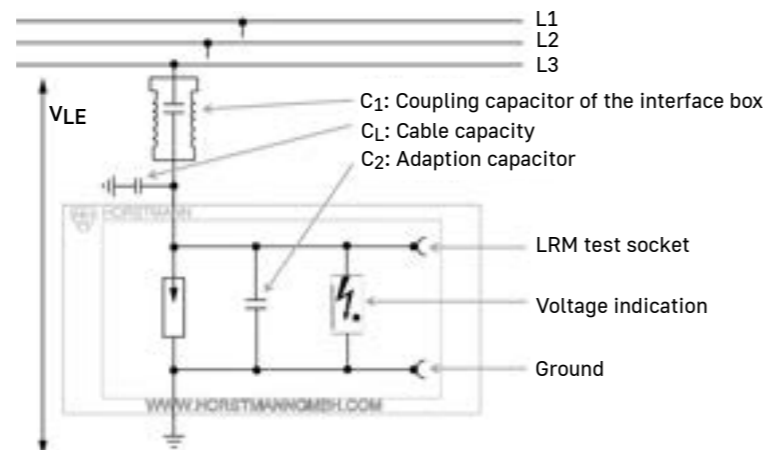 L1
L2
L3
VLE
C1: Coupling capacitor of the interface box
CL: Cable capacity
C2: Adaption capacitor
HORSTMANN
LRM test socket
Voltage indication
Ground
WWW.HORSTMANNGMBH.COM